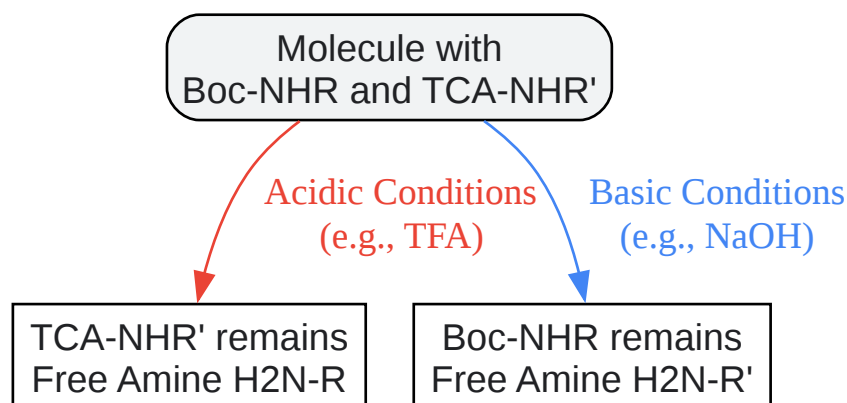 Molecule with
Boc-NHR and TCA-NHR'
Acidic Conditions
(e.g., TFA)
Basic Conditions
(e.g., NaOH)
TCA-NHR' remains
Free Amine H2N-R
Boc-NHR remains
Free Amine H2N-R'